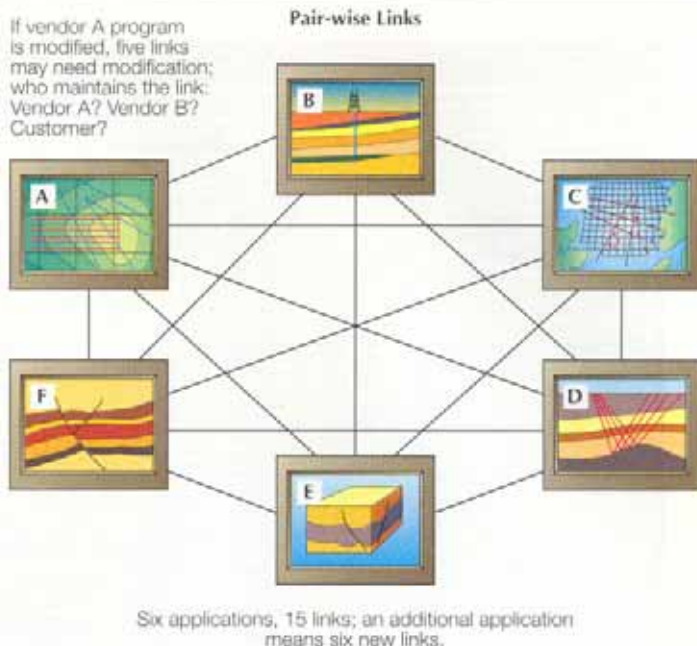 Pair-wise Links
If vendor A program
is modified, five links
may need modification;
who maintains the link:
Vendor A? Vendor B?
Customer?
B
A
C
F
D
E
Six applications, 15 links; an additional application
means six new links.